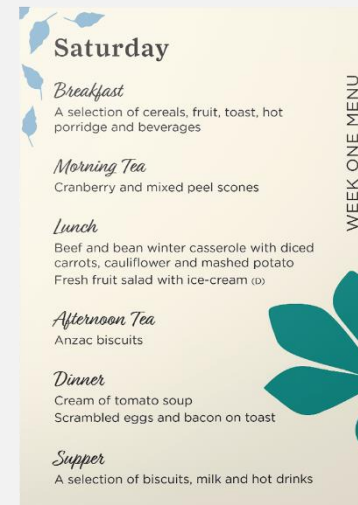 Saturday
Breakfast
A selection of cereals, fruit, toast, hot
porridge and beverages
Morning Tea
Cranberry and mixed peel scones
Lunch
Beef and bean winter casserole with diced
carrots, cauliflower and mashed potato
Fresh fruit salad with ice-cream (D)
Afternoon Tea
Anzac biscuits
Dinner
Cream of tomato soup
Scrambled eggs and bacon on toast
Supper
A selection of biscuits, milk and hot drinks
WEEK ONE MENU